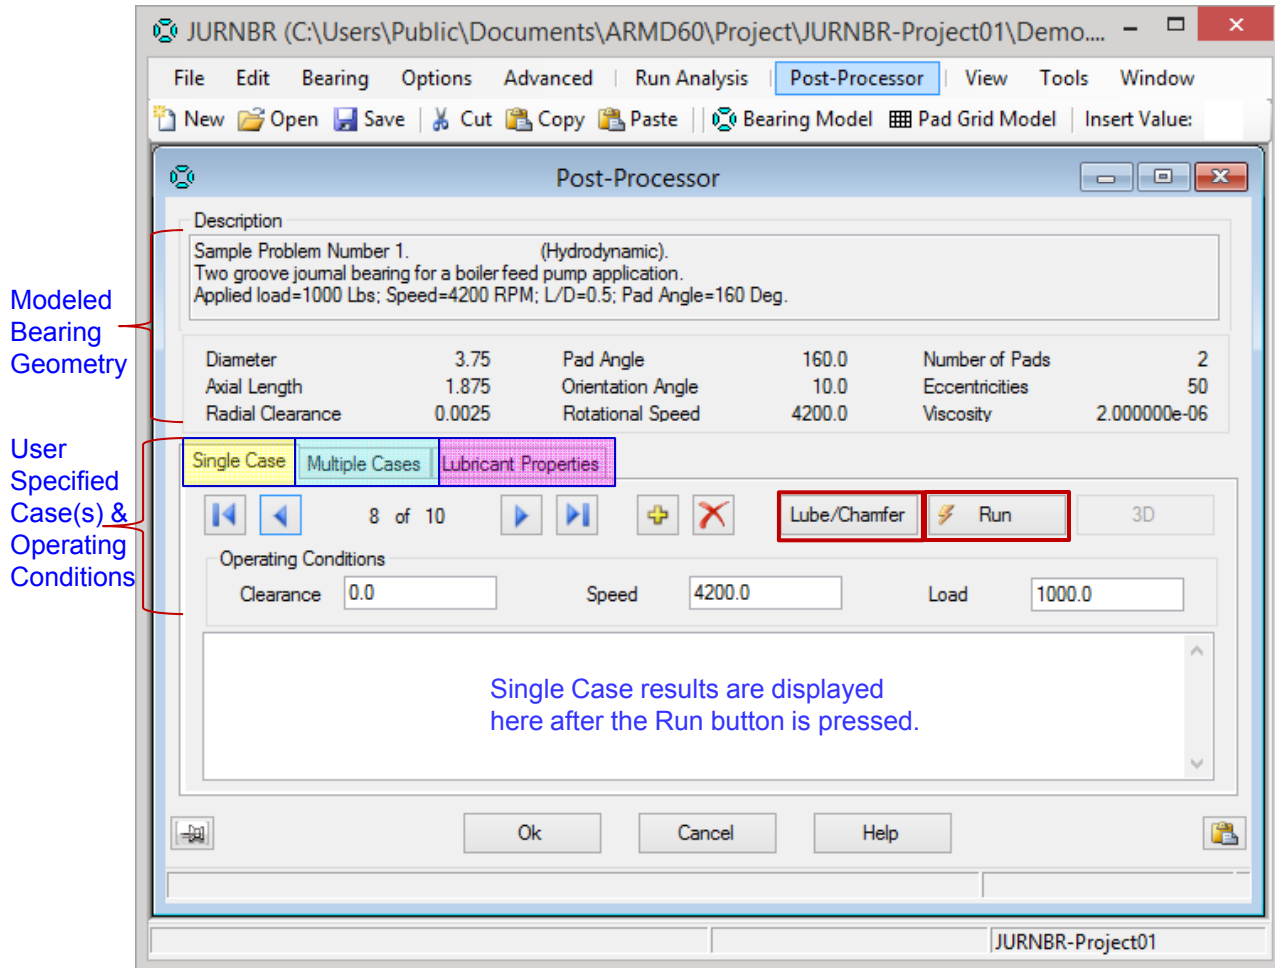 JURNBR (C:\Users\Public\Documents\ARMD60\Project\JURNBR-Project01\Demo....
File Edit Bearing Options Advanced Run Analysis Post-Processor View Tools Window
New Open Save Cut Copy Paste Bearing Model Pad Grid Model Insert Value:
Post-Processor
Description
Sample Problem Number 1. (Hydrodynamic).
Two groove journal bearing for a boiler feed pump application.
Applied load=1000 Lbs; Speed=4200 RPM; L/D=0.5; Pad Angle=160 Deg.
Modeled
Bearing
Geometry
Diameter 3.75 Pad Angle 160.0 Number of Pads 2
Axial Length 1.875 Orientation Angle 10.0 Eccentricities 50
Radial Clearance 0.0025 Rotational Speed 4200.0 Viscosity 2.000000e-06
User
Specified
Case(s) &
Operating
Conditions
Single Case Multiple Cases Lubricant Properties
8 of 10 Lube/Chamfer Run 3D
Operating Conditions
Clearance 0.0 Speed 4200.0 Load 1000.0
Single Case results are displayed
here after the Run button is pressed.
Ok Cancel Help
JURNBR-Project01